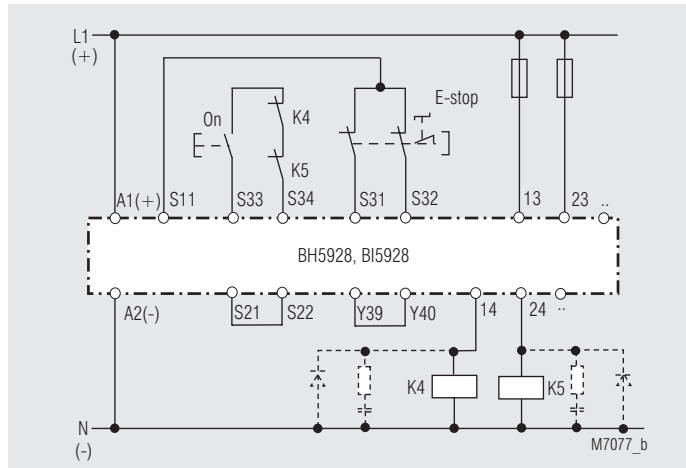 L1
(+)
E-stop
On
K4
K5
A1(+) S11 S33 S34 S31 S32 13 23 ..
BH5928, BI5928
A2(-) S21 S22 Y39 Y40 14 24 ..
K4 K5
N
(-)
M7077_b